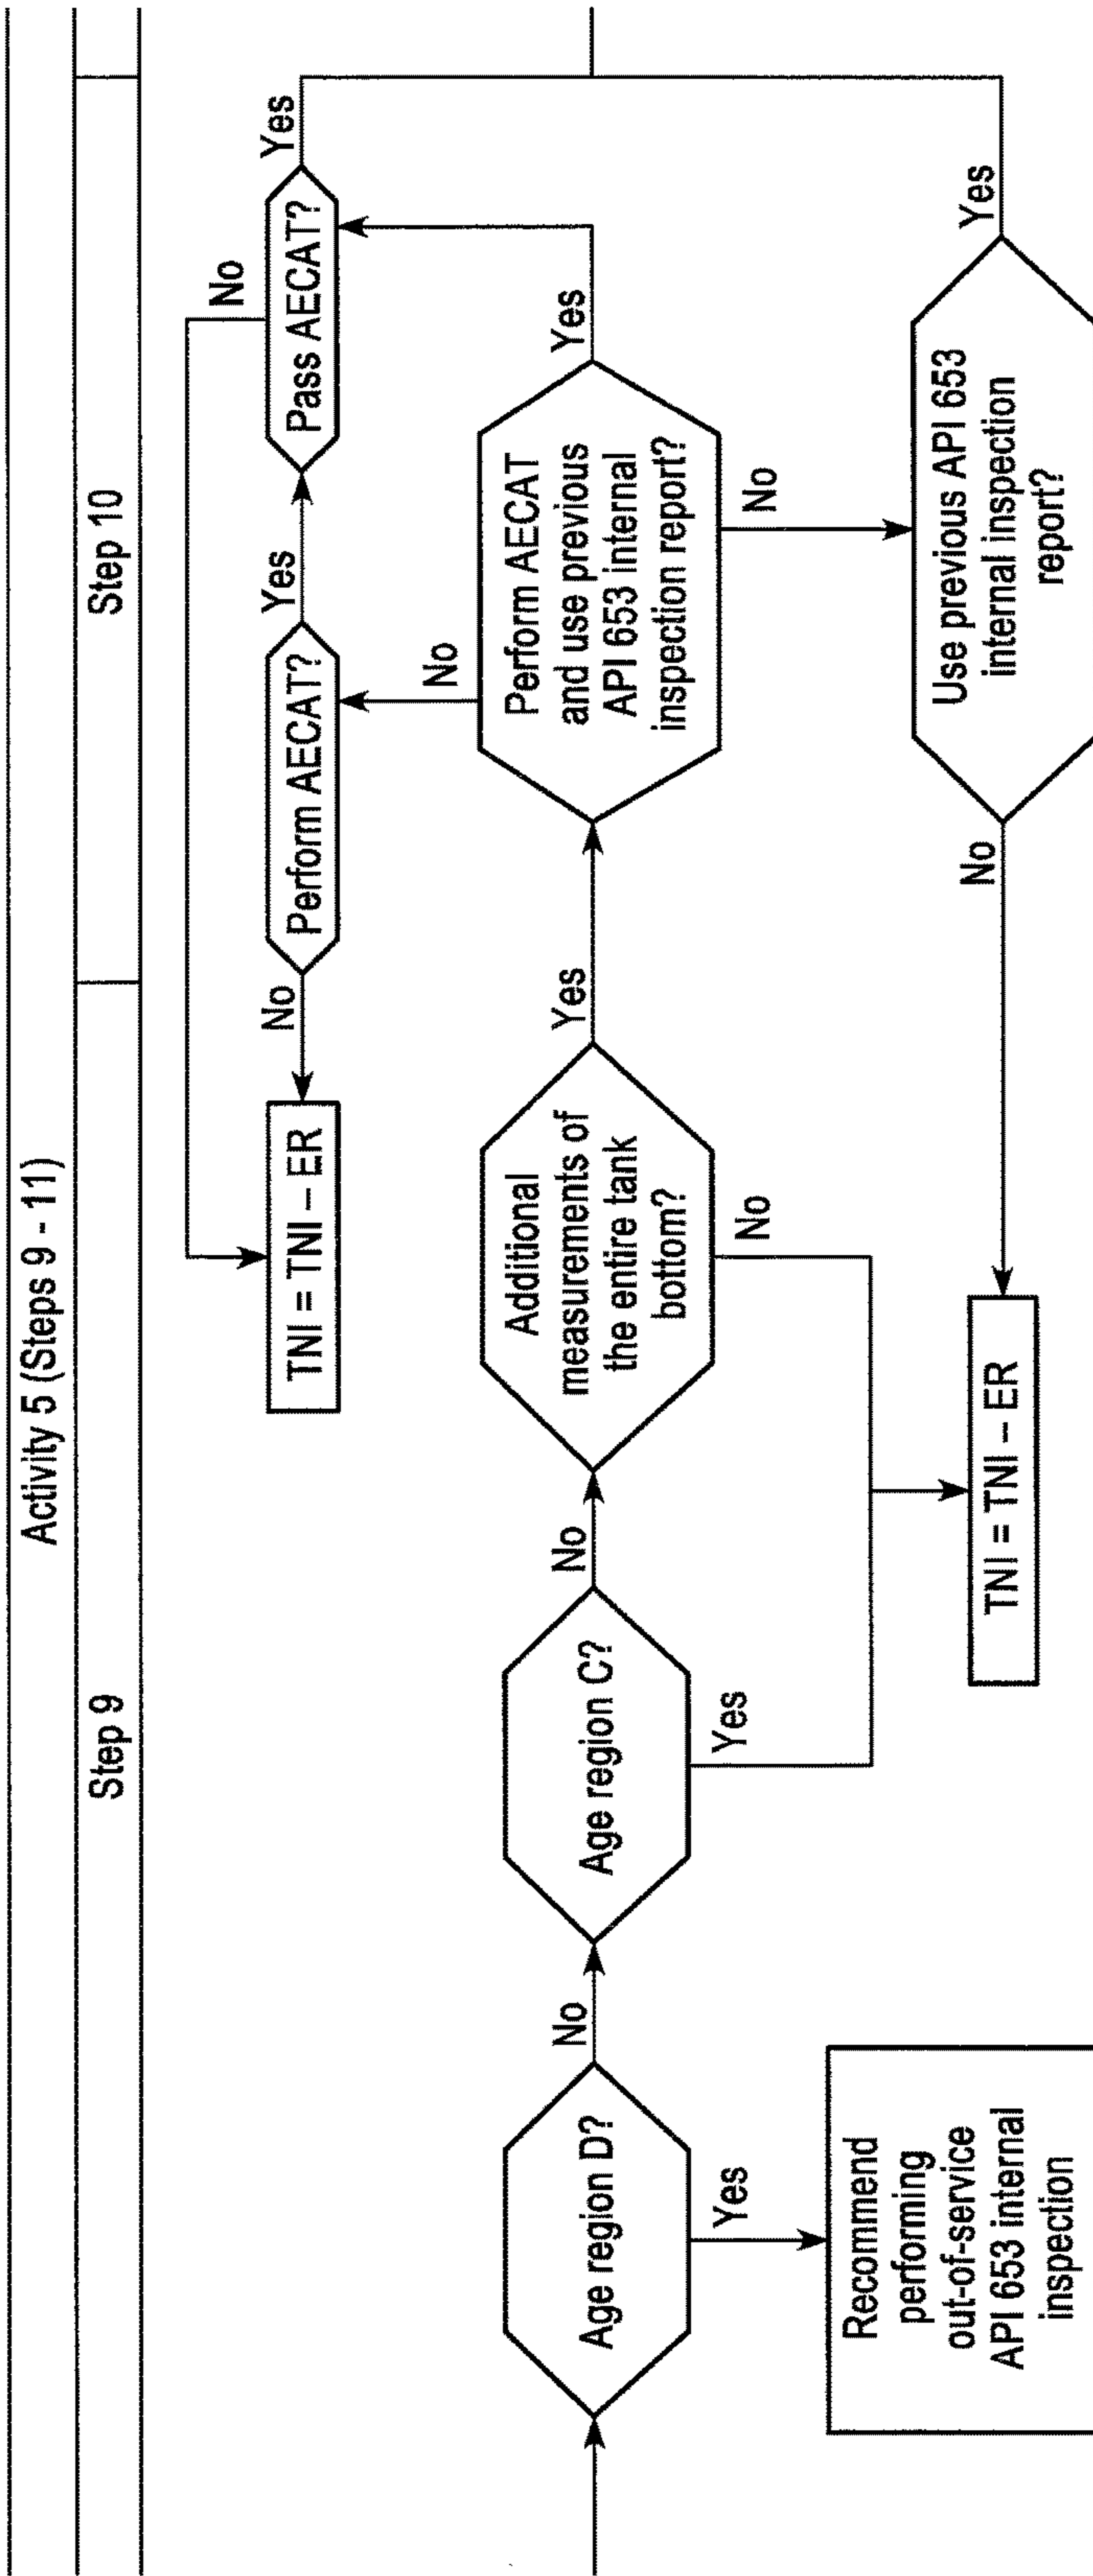 Activity 5 (Steps 9 - 11)
Step 9
Step 10
Age region D?
Yes
No
Recommend
performing
out-of-service
API 653 internal
inspection
Age region C?
Yes
No
Additional
measurements of
the entire tank
bottom?
No
Yes
TNI = TNI – ER
Perform AECAT
and use previous
API 653 internal
inspection report?
No
Yes
No
Perform AECAT?
No
Yes
TNI = TNI – ER
Pass AECAT?
No
Yes
Use previous API 653
internal inspection
report?
No
Yes